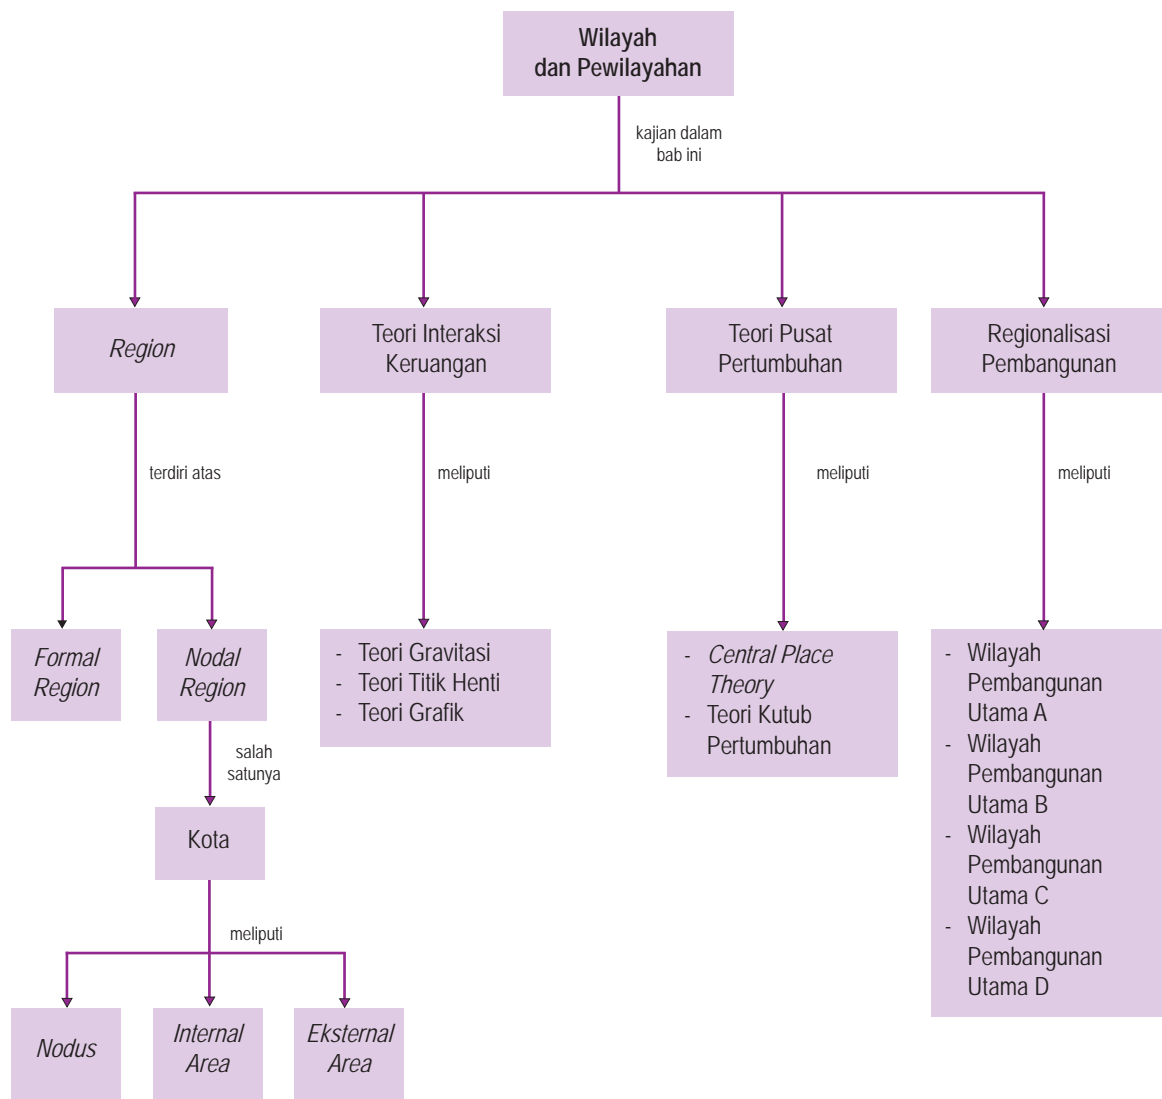 Wilayah
dan Pewilayahan
kajian dalam
bab ini
Region
Teori Interaksi
Keruangan
Teori Pusat
Pertumbuhan
Regionalisasi
Pembangunan
terdiri atas
meliputi
meliputi
meliputi
Formal
Region
Nodal
Region
- Teori Gravitasi
- Teori Titik Henti
- Teori Grafik
- Central Place
Theory
- Teori Kutub
Pertumbuhan
- Wilayah
Pembangunan
Utama A
- Wilayah
Pembangunan
Utama B
- Wilayah
Pembangunan
Utama C
- Wilayah
Pembangunan
Utama D
salah
satunya
Kota
meliputi
Nodus
Internal
Area
Eksternal
Area